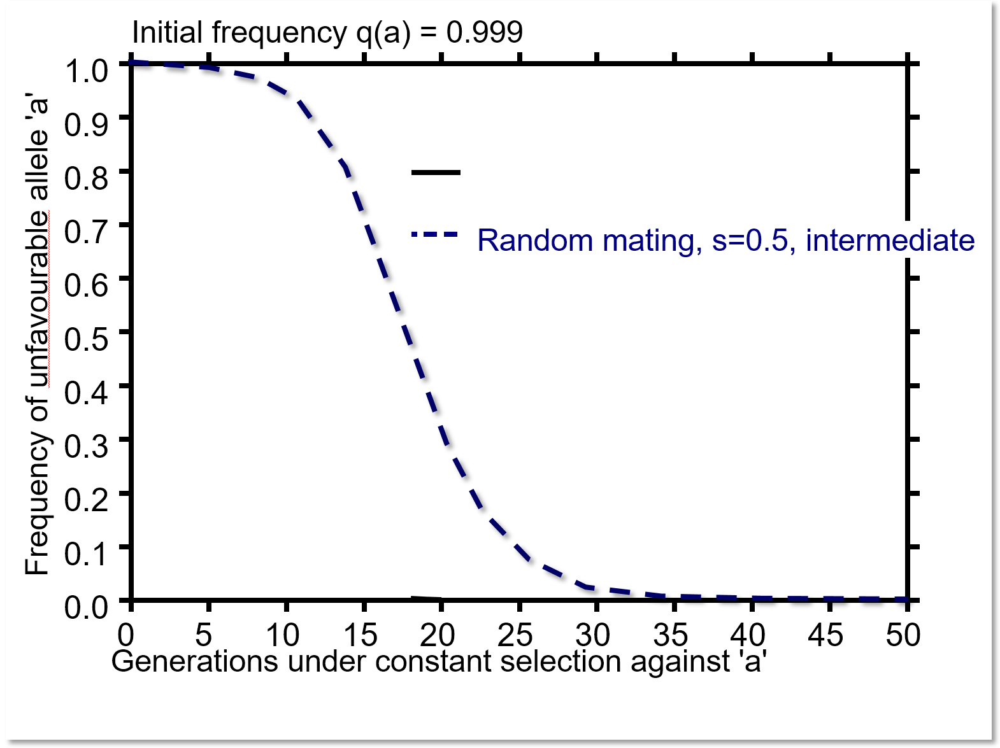 Initial frequency q(a) = 0.999
Frequency of unfavourable allele 'a'
1.0
0.9
0.8
0.7
0.6
0.5
0.4
0.3
0.2
0.1
0.0
Random mating, s=0.5, intermediate
0 5 10 15 20 25 30 35 40 45 50
Generations under constant selection against 'a'